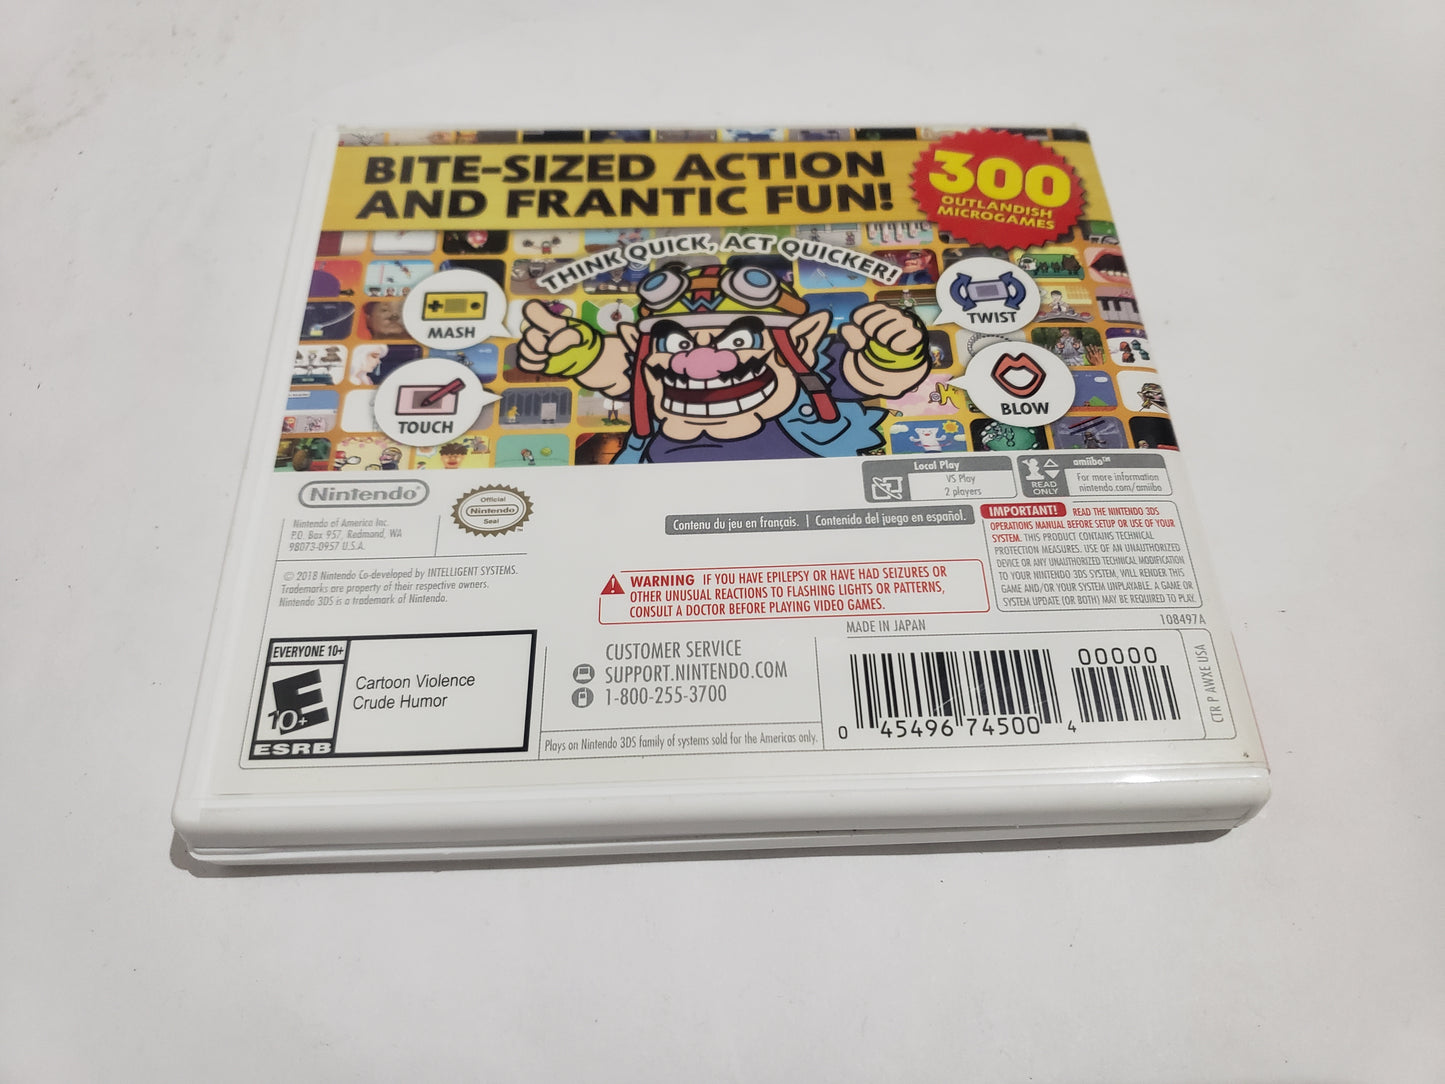 BITE-SIZED ACTION
AND FRANTIC FUN!
300
OUTLANDISH
MICROGAMES
THINK QUICK, ACT QUICKER!
MASH
TWIST
TOUCH
BLOW
Nintendo®
Official
Nintendo
Seal
Local Play
VS Play
2 players
READ
ONLY
amiibo™
For more information
nintendo.com/amiibo
Nintendo of America Inc.
P.O. Box 957, Redmond, WA
98073-0957 U.S.A.
Contenu du jeu en français. | Contenido del juego en español.
IMPORTANT! READ THE NINTENDO 3DS
OPERATIONS MANUAL BEFORE SETUP OR USE OF YOUR
SYSTEM. THIS PRODUCT CONTAINS TECHNICAL
PROTECTION MEASURES. USE OF AN UNAUTHORIZED
DEVICE OR ANY UNAUTHORIZED TECHNICAL MODIFICATION
TO YOUR NINTENDO 3DS SYSTEM, WILL RENDER THIS
GAME AND/OR YOUR SYSTEM UNPLAYABLE. A GAME OR
SYSTEM UPDATE (OR BOTH) MAY BE REQUIRED TO PLAY.
© 2018 Nintendo Co-developed by INTELLIGENT SYSTEMS.
Trademarks are property of their respective owners.
Nintendo 3DS is a trademark of Nintendo.
WARNING IF YOU HAVE EPILEPSY OR HAVE HAD SEIZURES OR
OTHER UNUSUAL REACTIONS TO FLASHING LIGHTS OR PATTERNS,
CONSULT A DOCTOR BEFORE PLAYING VIDEO GAMES.
MADE IN JAPAN
108497A
EVERYONE 10+
E
10+
ESRB
Cartoon Violence
Crude Humor
CUSTOMER SERVICE
SUPPORT.NINTENDO.COM
1-800-255-3700
Plays on Nintendo 3DS family of systems sold for the Americas only.
00000
0 45496 74500 4
CTR P AWXE USA